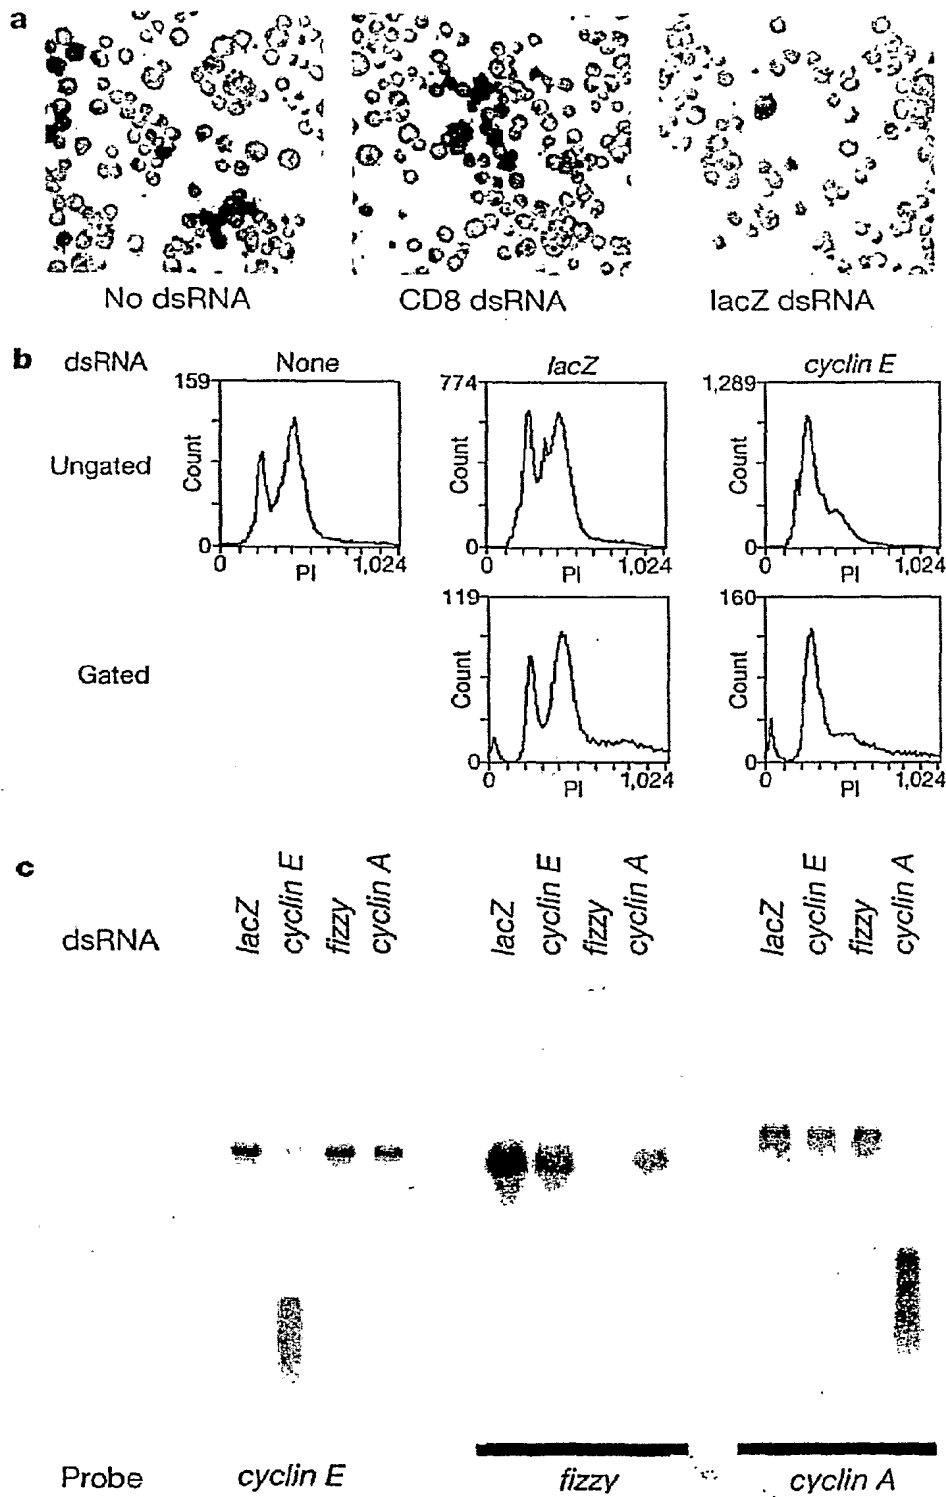 a
No dsRNA CD8 dsRNA lacZ dsRNA
b dsRNA None lacZ cyclin E
159 774 1,289
Ungated Count Count Count
0 0 0
0 PI 1,024 0 PI 1,024 0 PI 1,024
119 160
Gated Count Count
0 0
0 PI 1,024 0 PI 1,024
c
dsRNA lacZ cyclin E fizzy cyclin A lacZ cyclin E fizzy cyclin A lacZ cyclin E fizzy cyclin A
Probe cyclin E fizzy cyclin A